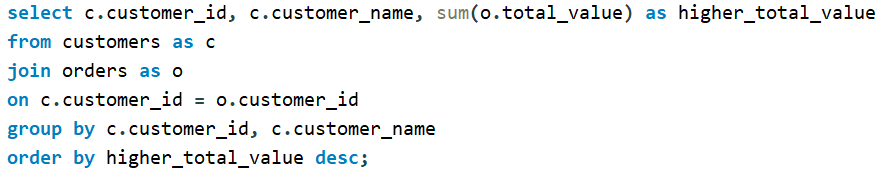 select c.customer_id, c.customer_name, sum(o.total_value) as higher_total_value
from customers as c
join orders as o
on c.customer_id = o.customer_id
group by c.customer_id, c.customer_name
order by higher_total_value desc;